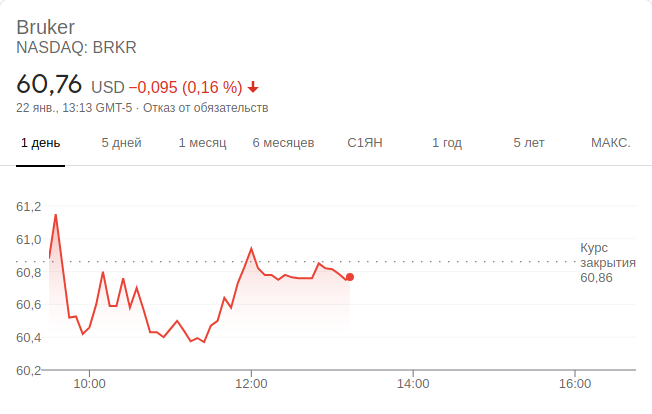 Bruker
NASDAQ: BRKR
60,76 USD −0,095 (0,16 %)
22 янв., 13:13 GMT-5 · Отказ от обязательств
1 день 5 дней 1 месяц 6 месяцев С1ЯН 1 год 5 лет МАКС.
61,2
61,0
60,8
60,6
60,4
60,2
Курс
закрытия
60,86
10:00 12:00 14:00 16:00